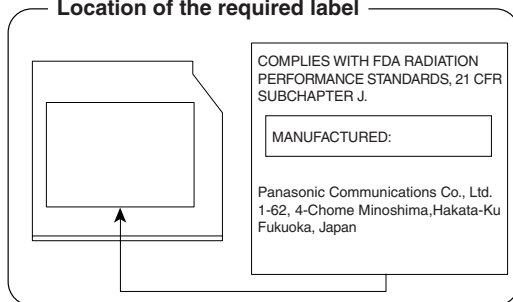 Location of the required label
COMPLIES WITH FDA RADIATION
PERFORMANCE STANDARDS, 21 CFR
SUBCHAPTER J.
MANUFACTURED:
Panasonic Communications Co., Ltd.
1-62, 4-Chome Minoshima,Hakata-Ku
Fukuoka, Japan